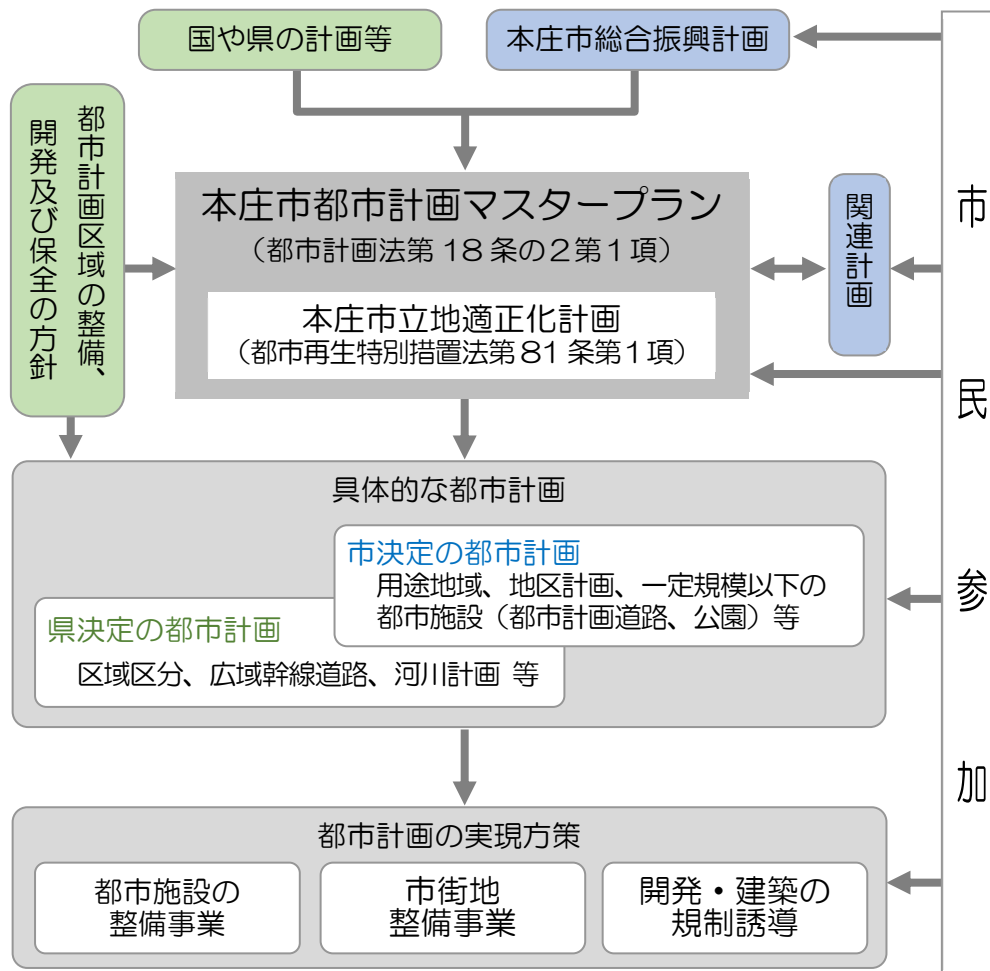 国や県の計画等
本庄市総合振興計画
都市計画区域の整備、
開発及び保全の方針
本庄市都市計画マスタープラン
（都市計画法第18条の２第１項）
本庄市立地適正化計画
（都市再生特別措置法第81条第１項）
関連計画
市民参加
具体的な都市計画
市決定の都市計画
用途地域、地区計画、一定規模以下の
都市施設（都市計画道路、公園）等
県決定の都市計画
区域区分、広域幹線道路、河川計画 等
都市計画の実現方策
都市施設の
整備事業
市街地
整備事業
開発・建築の
規制誘導